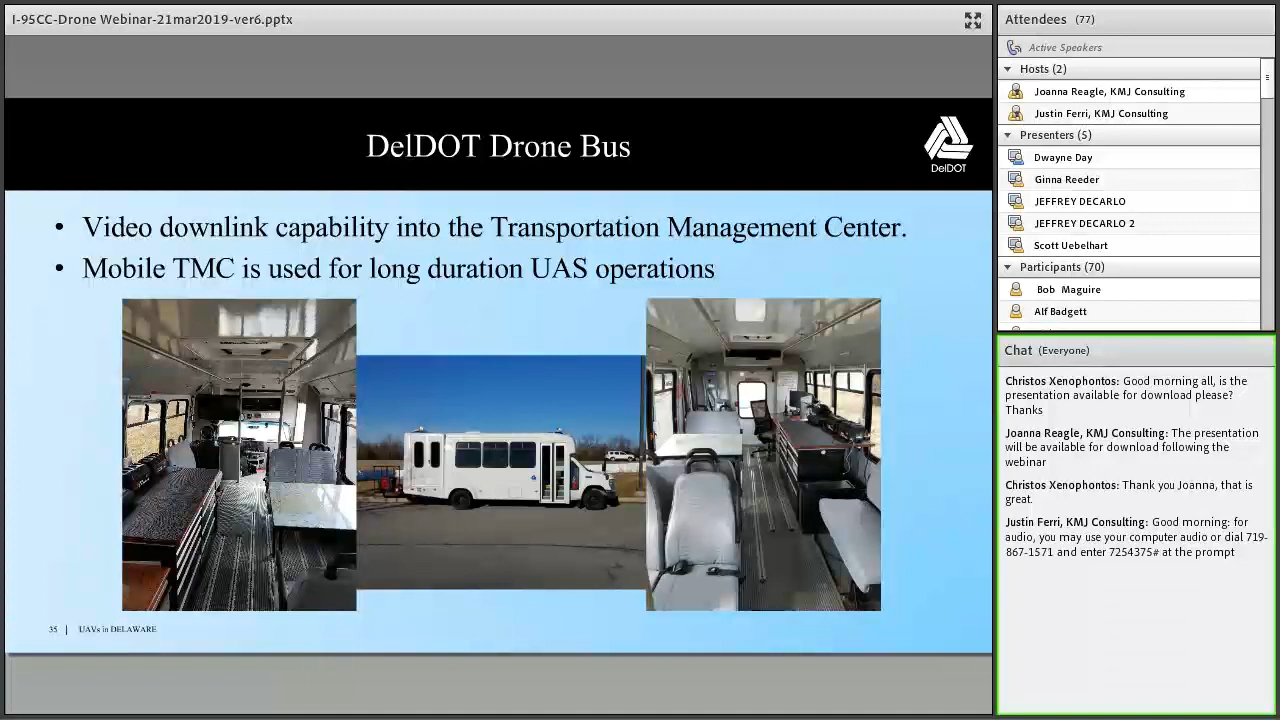 I-95CC-Drone Webinar-21mar2019-ver6.pptx
DelDOT Drone Bus
DelDOT
• Video downlink capability into the Transportation Management Center.
• Mobile TMC is used for long duration UAS operations
35 | UAVs in DELAWARE
Attendees (77)
Active Speakers
Hosts (2)
Joanna Reagle, KMJ Consulting
Justin Ferri, KMJ Consulting
Presenters (5)
Dwayne Day
Ginna Reeder
JEFFREY DECARLO
JEFFREY DECARLO 2
Scott Uebelhart
Participants (70)
Bob Maguire
Alf Badgett
Chat (Everyone)
Christos Xenophontos: Good morning all, is the
presentation available for download please?
Thanks
Joanna Reagle, KMJ Consulting: The presentation
will be available for download following the
webinar
Christos Xenophontos: Thank you Joanna, that is
great.
Justin Ferri, KMJ Consulting: Good morning: for
audio, you may use your computer audio or dial 719-
867-1571 and enter 7254375# at the prompt